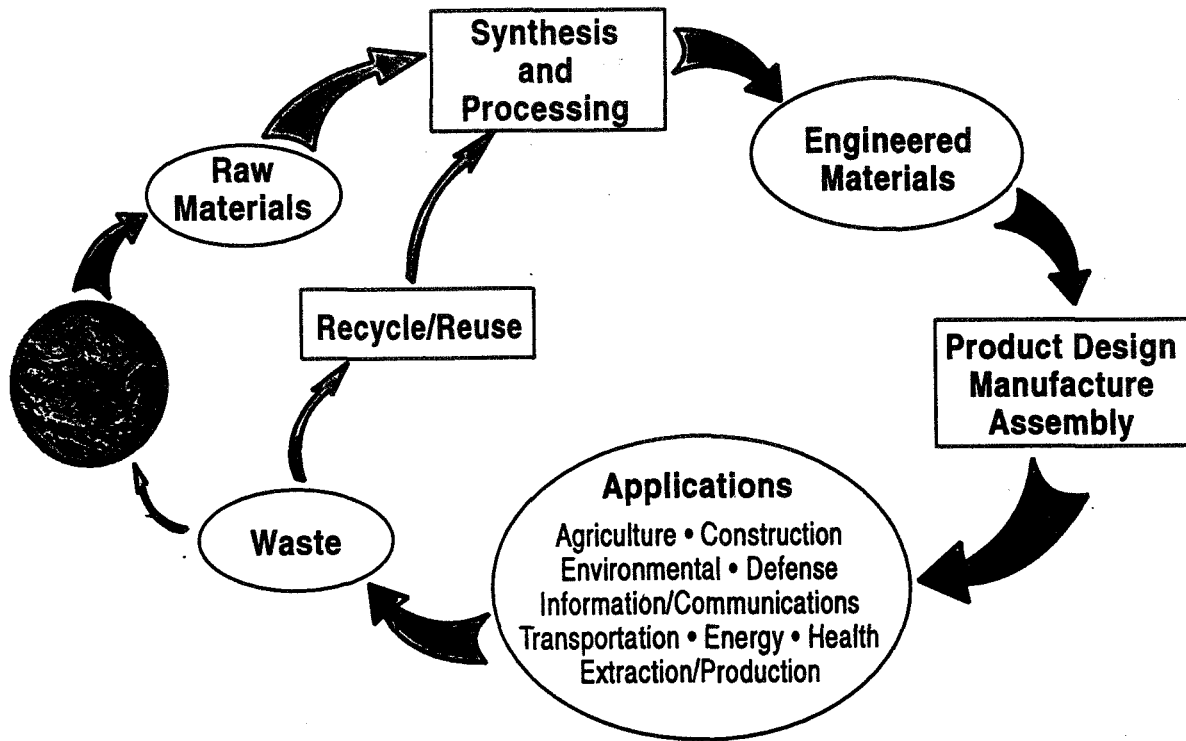 Synthesis
and
Processing
Engineered
Materials
Raw
Materials
Recycle/Reuse
Product Design
Manufacture
Assembly
Applications
Agriculture • Construction
Environmental • Defense
Information/Communications
Transportation • Energy • Health
Extraction/Production
Waste